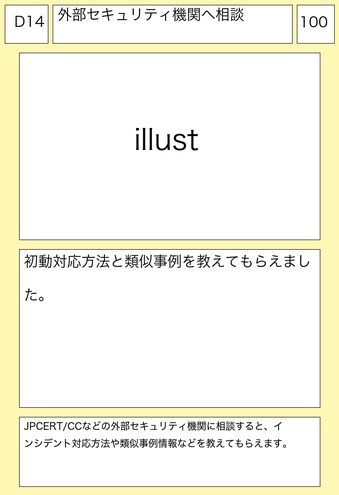 D14
外部セキュリティ機関へ相談
100
illust
初動対応方法と類似事例を教えてもらえまし
た。
JPCERT/CCなどの外部セキュリティ機関に相談すると、イ
ンシデント対応方法や類似事例情報などを教えてもらえます。